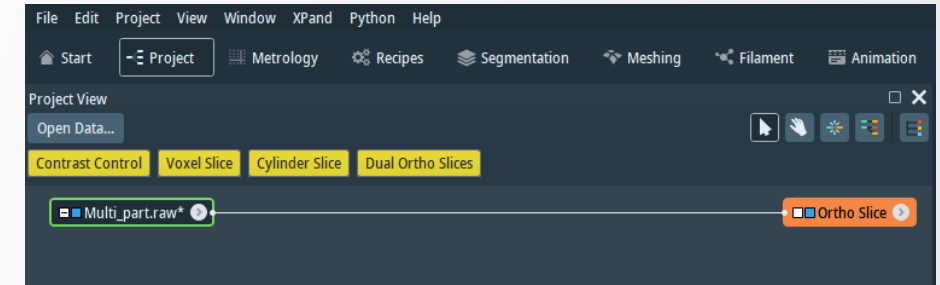 File Edit Project View Window XPand Python Help
Start Project Metrology Recipes Segmentation Meshing Filament Animation
Project View
Open Data...
Contrast Control Voxel Slice Cylinder Slice Dual Ortho Slices
Multi_part.raw* Ortho Slice